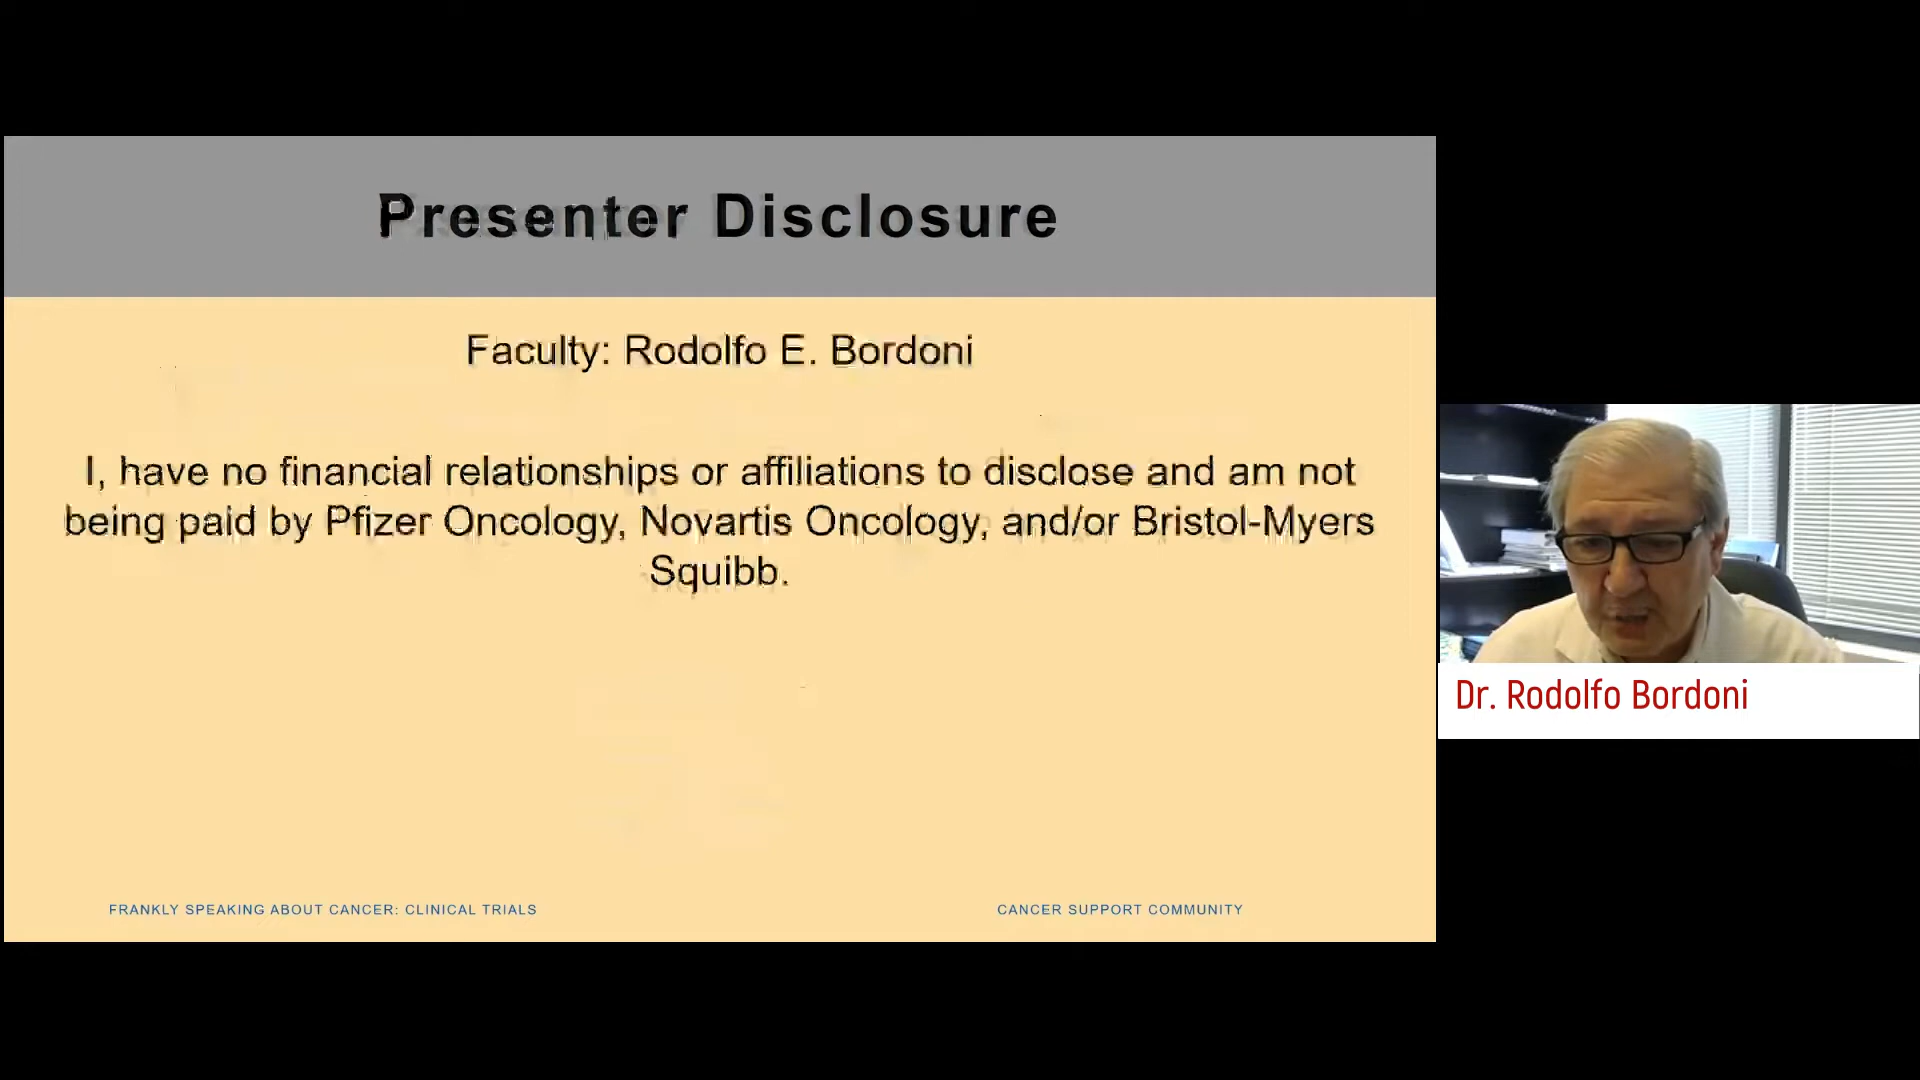 Presenter Disclosure
Faculty: Rodolfo E. Bordoni
I, have no financial relationships or affiliations to disclose and am not
being paid by Pfizer Oncology, Novartis Oncology, and/or Bristol-Myers
Squibb.
FRANKLY SPEAKING ABOUT CANCER: CLINICAL TRIALS
CANCER SUPPORT COMMUNITY
Dr. Rodolfo Bordoni